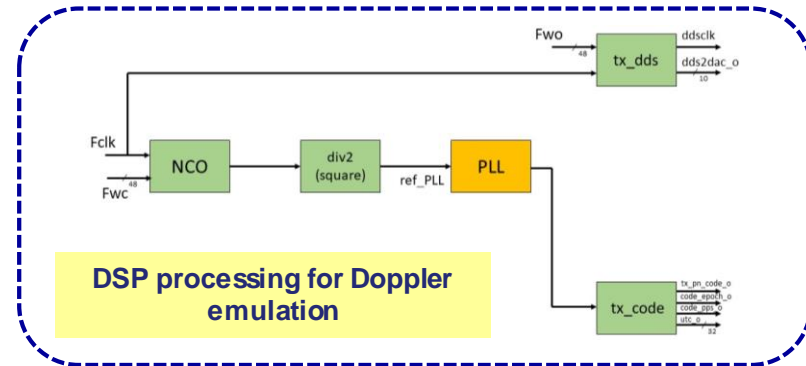 Fwo
48
tx_dds
ddsclk
dds2dac_o
10
Fclk
Fwc
48
NCO
div2
(square)
ref_PLL
PLL
DSP processing for Doppler
emulation
tx_code
tx_pn_code_o
code_epoch_o
code_pps_o
utc_o
32